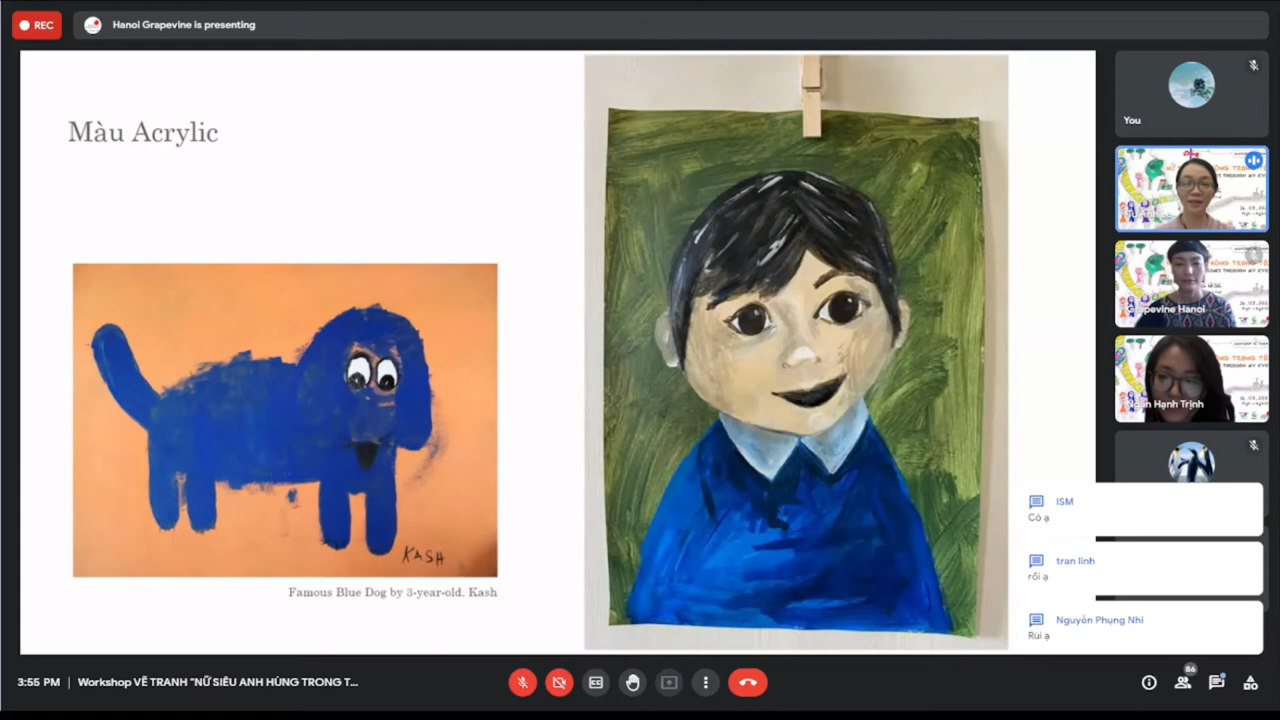 REC
Hanoi Grapevine is presenting
Màu Acrylic
KASH
Famous Blue Dog by 3-year-old, Kash
You
Grapevine Hanoi
Ngân Hạnh Trịnh
ISM
Có ạ
tran linh
rồi ạ
Nguyễn Phụng Nhi
Rùi ạ
3:55 PM | Workshop VẼ TRANH "NỮ SIÊU ANH HÙNG TRONG T...
86